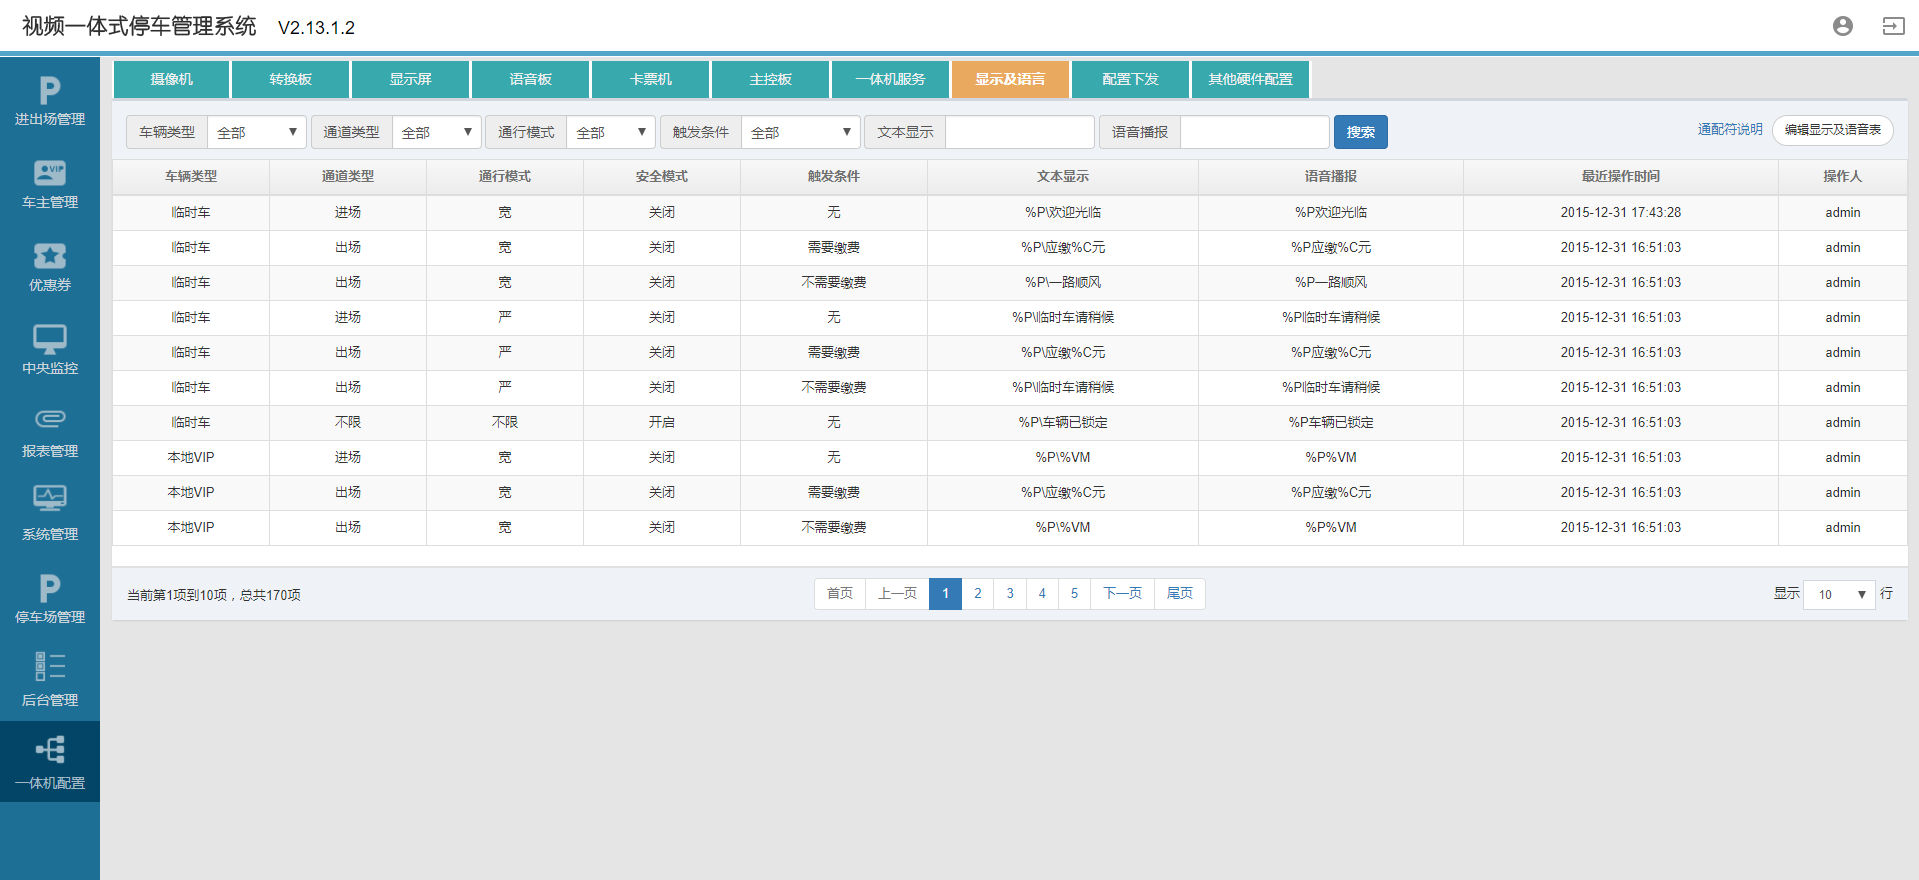 视频一体式停车管理系统 V2.13.1.2
进出场管理
车主管理
优惠券
中央监控
报表管理
系统管理
停车场管理
后台管理
一体机配置
摄像机 转换板 显示屏 语音板 卡票机 主控板 一体机服务 显示及语言 配置下发 其他硬件配置
车辆类型 全部 通道类型 全部 通行模式 全部 触发条件 全部 文本显示 语音播报 搜索 通配符说明 编辑显示及语音表
车辆类型 通道类型 通行模式 安全模式 触发条件 文本显示 语音播报 最近操作时间 操作人
临时车 进场 宽 关闭 无 %P\欢迎光临 %P欢迎光临 2015-12-31 17:43:28 admin
临时车 出场 宽 关闭 需要缴费 %P\应缴%C元 %P应缴%C元 2015-12-31 16:51:03 admin
临时车 出场 宽 关闭 不需要缴费 %P\一路顺风 %P一路顺风 2015-12-31 16:51:03 admin
临时车 进场 严 关闭 无 %P\临时车请稍候 %P临时车请稍候 2015-12-31 16:51:03 admin
临时车 出场 严 关闭 需要缴费 %P\应缴%C元 %P应缴%C元 2015-12-31 16:51:03 admin
临时车 出场 严 关闭 不需要缴费 %P\临时车请稍候 %P临时车请稍候 2015-12-31 16:51:03 admin
临时车 不限 不限 开启 无 %P\车辆已锁定 %P车辆已锁定 2015-12-31 16:51:03 admin
本地VIP 进场 宽 关闭 无 %P\%VM %P%VM 2015-12-31 16:51:03 admin
本地VIP 出场 宽 关闭 需要缴费 %P\应缴%C元 %P应缴%C元 2015-12-31 16:51:03 admin
本地VIP 出场 宽 关闭 不需要缴费 %P\%VM %P%VM 2015-12-31 16:51:03 admin
当前第1项到10项，总共170项 首页 上一页 1 2 3 4 5 下一页 尾页 显示 10 行